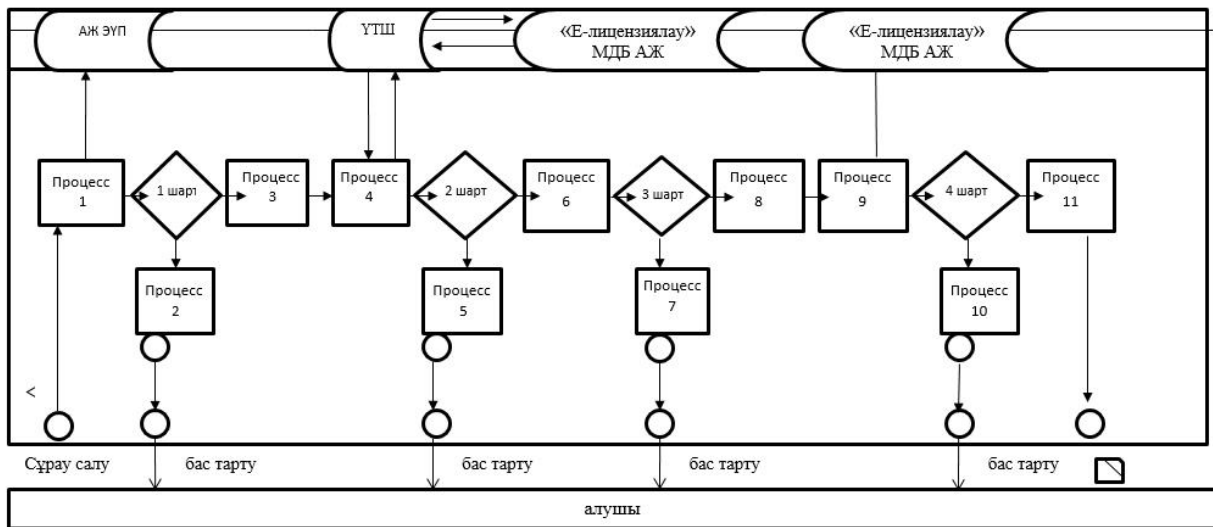 АЖ ЭҮП
ҮТШ
«Е-лицензиялау»
МДБ АЖ
«Е-лицензиялау»
МДБ АЖ
Процесс
1
1 шарт
Процесс
3
Процесс
4
2 шарт
Процесс
6
3 шарт
Процесс
8
Процесс
9
4 шарт
Процесс
11
Процесс
2
Процесс
5
Процесс
7
Процесс
10
<
Сұрау салу
бас тарту
бас тарту
бас тарту
бас тарту
алушы